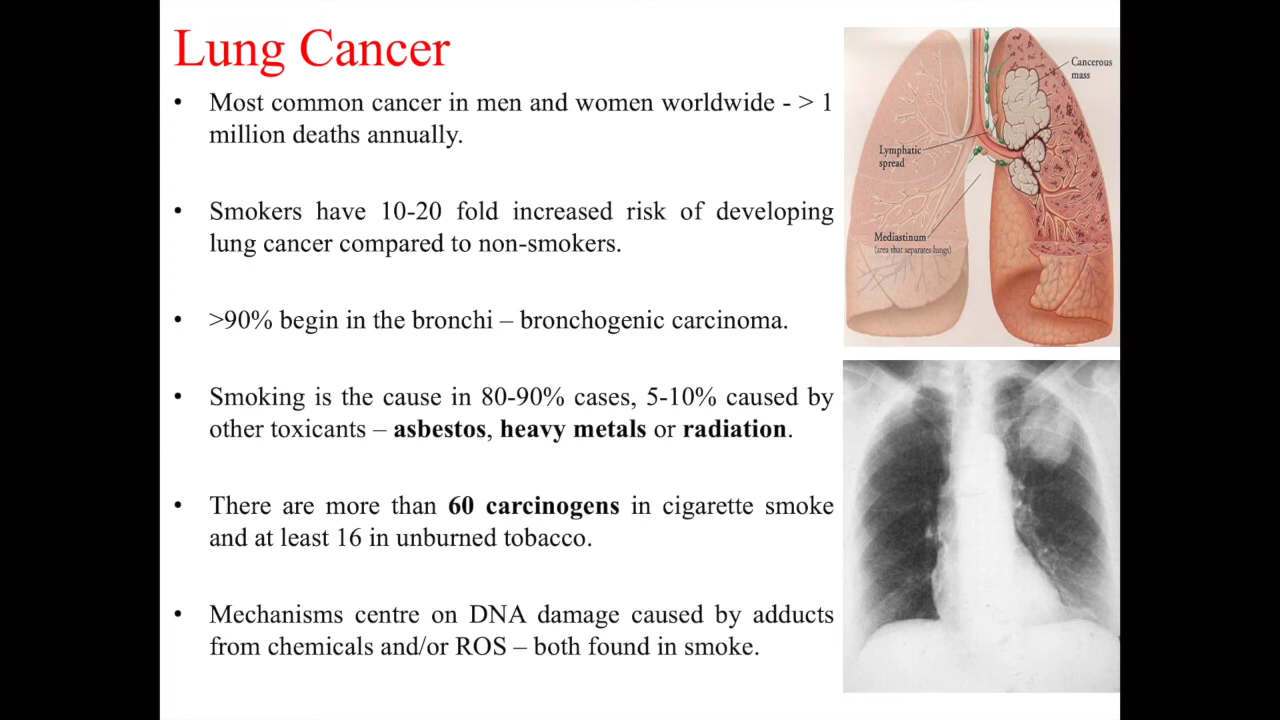 Lung Cancer
• Most common cancer in men and women worldwide - > 1
million deaths annually.
• Smokers have 10-20 fold increased risk of developing
lung cancer compared to non-smokers.
• >90% begin in the bronchi – bronchogenic carcinoma.
• Smoking is the cause in 80-90% cases, 5-10% caused by
other toxicants – asbestos, heavy metals or radiation.
• There are more than 60 carcinogens in cigarette smoke
and at least 16 in unburned tobacco.
• Mechanisms centre on DNA damage caused by adducts
from chemicals and/or ROS – both found in smoke.
Cancerous
mass
Lymphatic
spread
Mediastinum
(area that separates lungs)